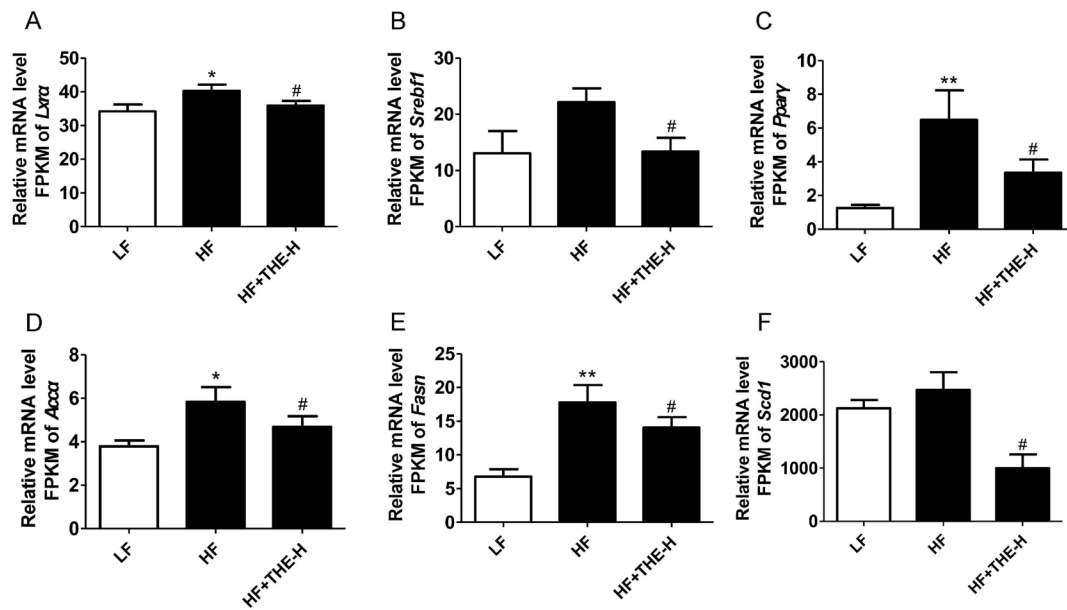 A
Relative mRNA level
FPKM of Lxrα
50
40
30
20
10
0
*
#
LF
HF
HF+THE-H
B
Relative mRNA level
FPKM of Srebf1
30
20
10
0
#
LF
HF
HF+THE-H
C
Relative mRNA level
FPKM of Pparγ
10
8
6
4
2
0
**
#
LF
HF
HF+THE-H
D
Relative mRNA level
FPKM of Accα
8
6
4
2
0
*
#
LF
HF
HF+THE-H
E
Relative mRNA level
FPKM of Fasn
25
20
15
10
5
0
**
#
LF
HF
HF+THE-H
F
Relative mRNA level
FPKM of Scd1
3000
2000
1000
0
#
LF
HF
HF+THE-H